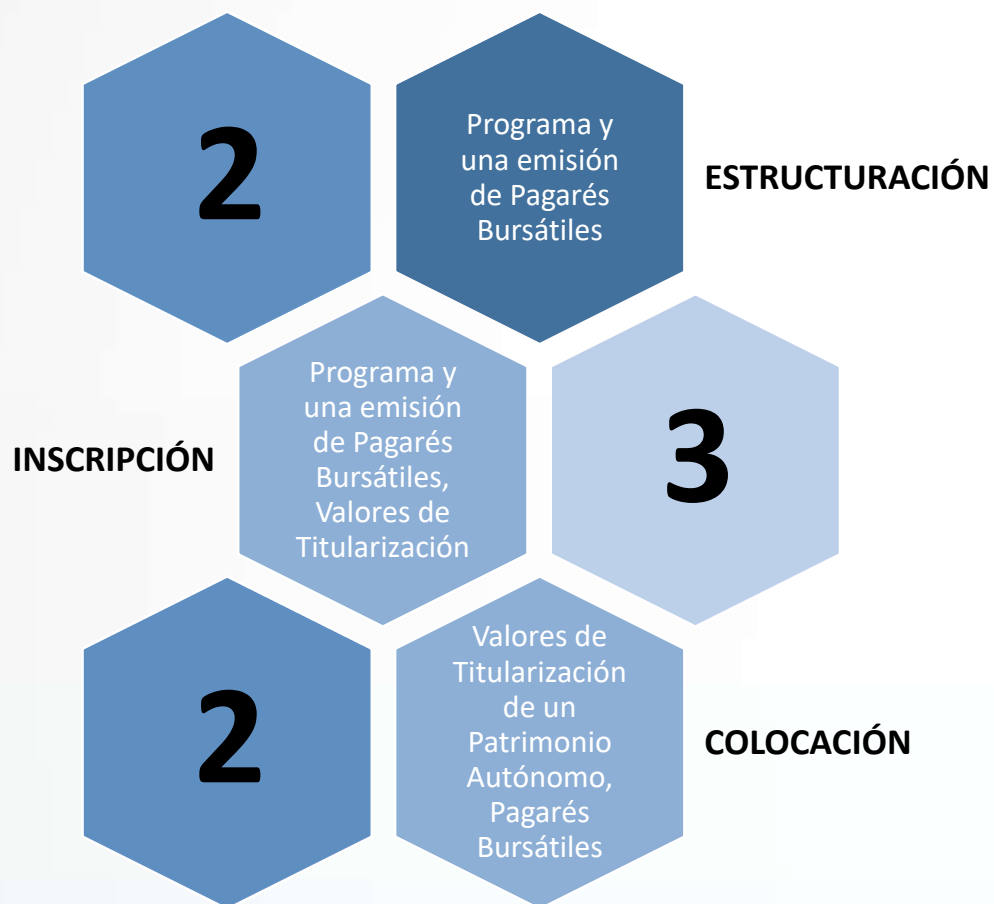 2
Programa y
una emisión
de Pagarés
Bursátiles
ESTRUCTURACIÓN
INSCRIPCIÓN
Programa y
una emisión
de Pagarés
Bursátiles,
Valores de
Titularización
3
2
Valores de
Titularización
de un
Patrimonio
Autónomo,
Pagarés
Bursátiles
COLOCACIÓN